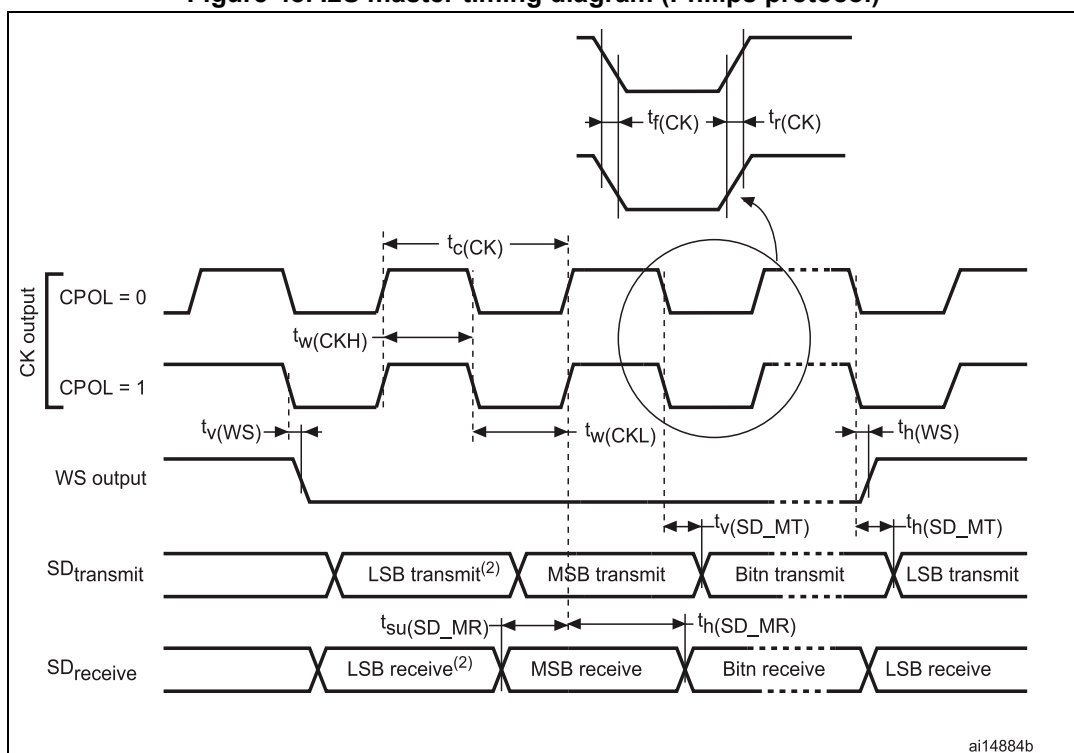 Figure 43. I2S master timing diagram (Philips protocol)
tf(CK)
tr(CK)
tc(CK)
CK output
CPOL = 0
tw(CKH)
CPOL = 1
tv(WS)
tw(CKL)
th(WS)
WS output
tv(SD_MT)
th(SD_MT)
SDtransmit
LSB transmit(2)
MSB transmit
Bitn transmit
LSB transmit
tsu(SD_MR)
th(SD_MR)
SDreceive
LSB receive(2)
MSB receive
Bitn receive
LSB receive
ai14884b